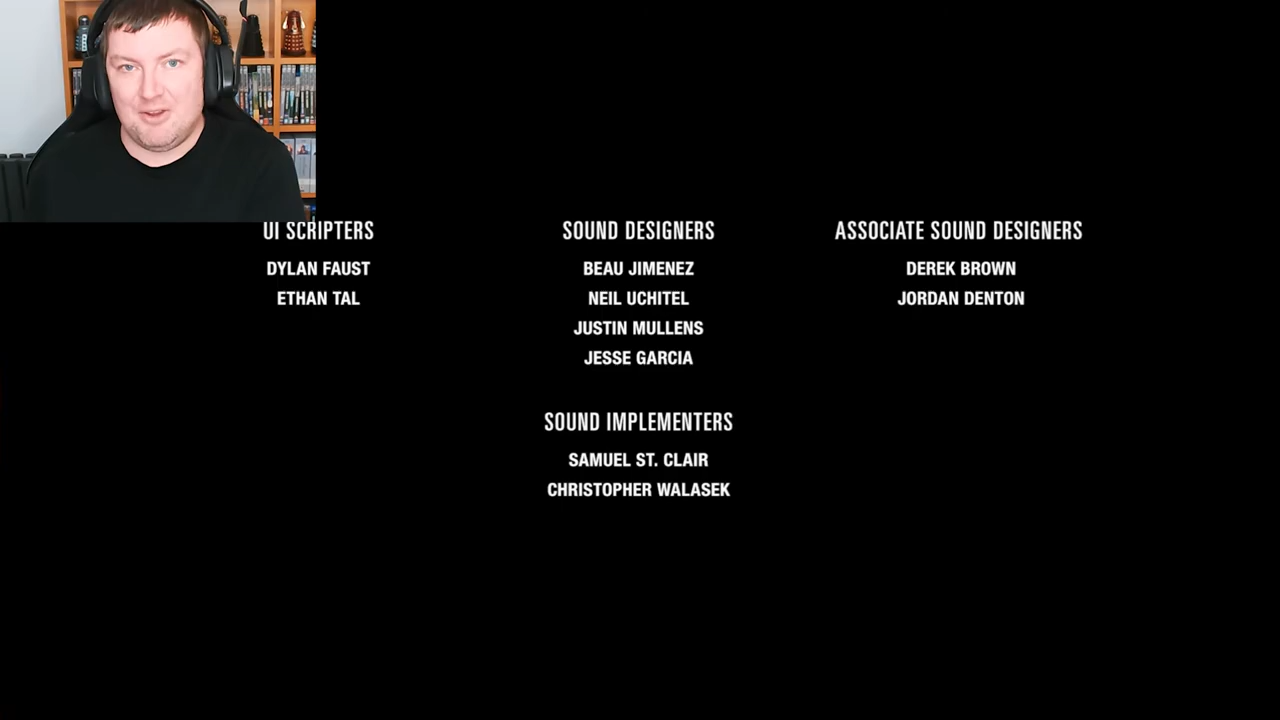 UI SCRIPTERS
DYLAN FAUST
ETHAN TAL
SOUND DESIGNERS
BEAU JIMENEZ
NEIL UCHITEL
JUSTIN MULLENS
JESSE GARCIA
ASSOCIATE SOUND DESIGNERS
DEREK BROWN
JORDAN DENTON
SOUND IMPLEMENTERS
SAMUEL ST. CLAIR
CHRISTOPHER WALASEK